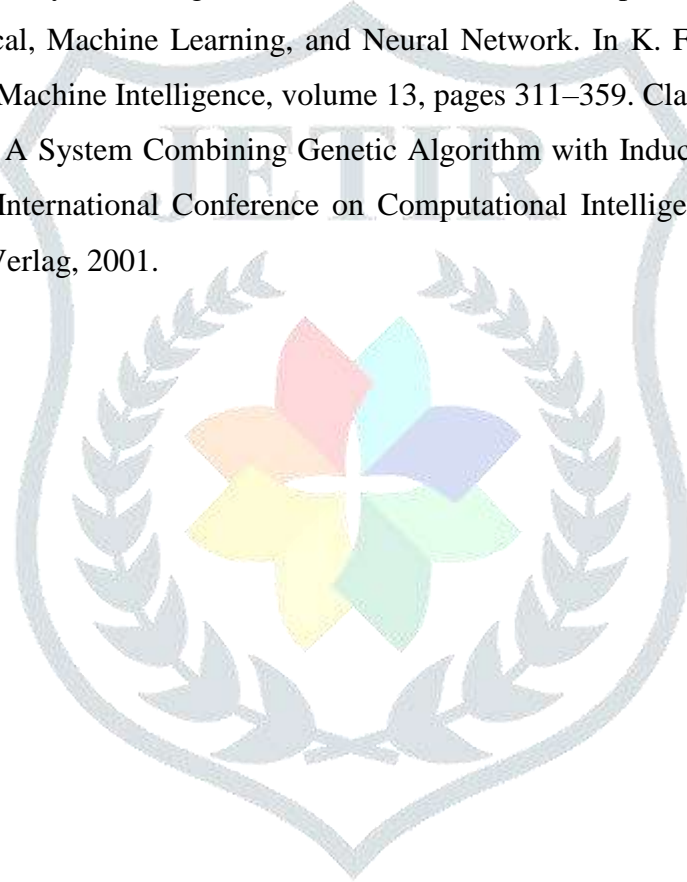 cal, Machine Learning, and Neural Network. In K. F
Machine Intelligence, volume 13, pages 311–359. Cla
A System Combining Genetic Algorithm with Induc
International Conference on Computational Intellige
Verlag, 2001.
JETIR